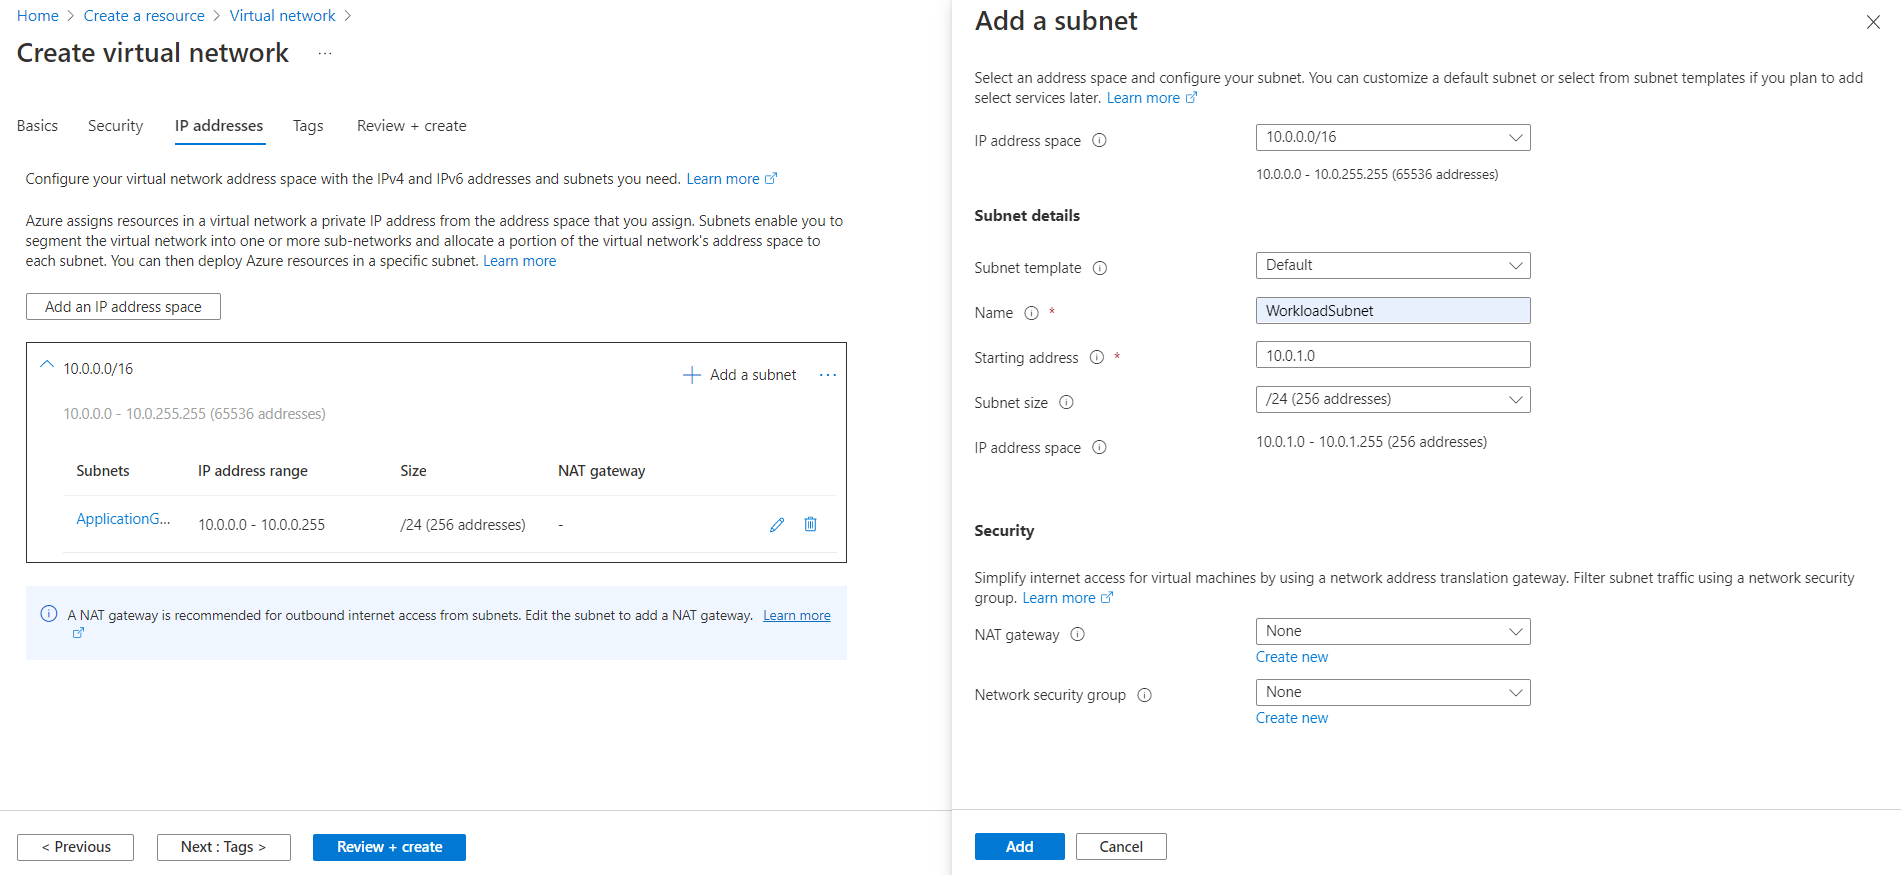 Home > Create a resource > Virtual network >
Create virtual network ...
Basics Security IP addresses Tags Review + create
Configure your virtual network address space with the IPv4 and IPv6 addresses and subnets you need. Learn more
Azure assigns resources in a virtual network a private IP address from the address space that you assign. Subnets enable you to
segment the virtual network into one or more sub-networks and allocate a portion of the virtual network's address space to
each subnet. You can then deploy Azure resources in a specific subnet. Learn more
Add an IP address space
10.0.0.0/16
Add a subnet ...
10.0.0.0 - 10.0.255.255 (65536 addresses)
Subnets IP address range Size NAT gateway
ApplicationG... 10.0.0.0 - 10.0.0.255 /24 (256 addresses) -
A NAT gateway is recommended for outbound internet access from subnets. Edit the subnet to add a NAT gateway. Learn more
< Previous Next : Tags > Review + create
Add a subnet
Select an address space and configure your subnet. You can customize a default subnet or select from subnet templates if you plan to add
select services later. Learn more
IP address space 10.0.0.0/16
10.0.0.0 - 10.0.255.255 (65536 addresses)
Subnet details
Subnet template Default
Name * WorkloadSubnet
Starting address * 10.0.1.0
Subnet size /24 (256 addresses)
IP address space 10.0.1.0 - 10.0.1.255 (256 addresses)
Security
Simplify internet access for virtual machines by using a network address translation gateway. Filter subnet traffic using a network security
group. Learn more
NAT gateway None
Create new
Network security group None
Create new
Add Cancel